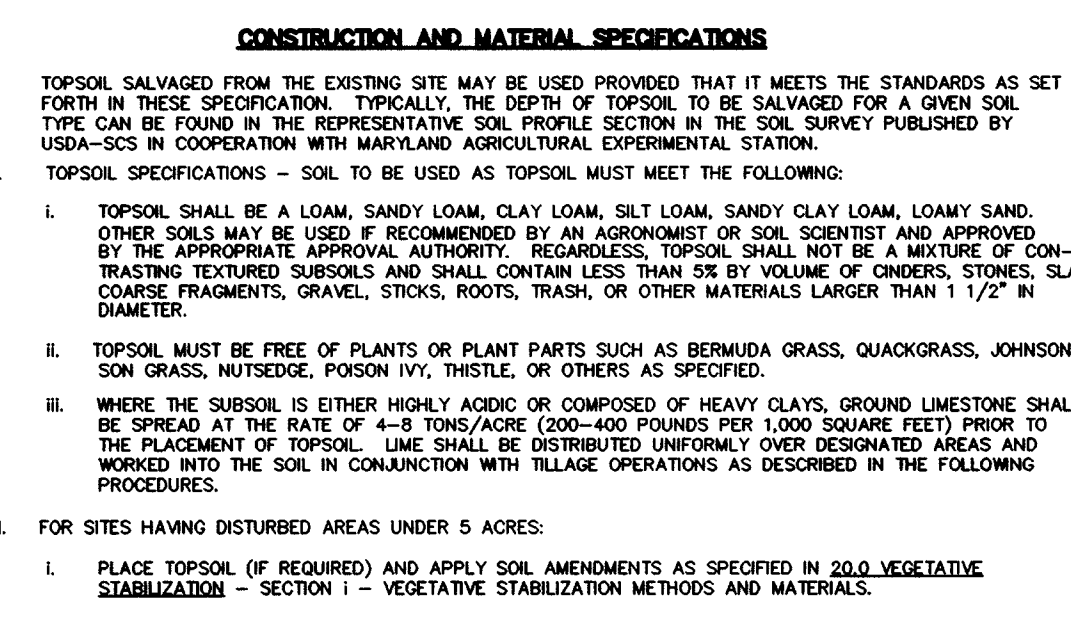 CONSTRUCTION AND MATERIAL SPECIFICATIONS
TOPSOIL SALVAGED FROM THE EXISTING SITE MAY BE USED PROVIDED THAT IT MEETS THE STANDARDS AS SET
FORTH IN THESE SPECIFICATION. TYPICALLY, THE DEPTH OF TOPSOIL TO BE SALVAGED FOR A GIVEN SOIL
TYPE CAN BE FOUND IN THE REPRESENTATIVE SOIL PROFILE SECTION IN THE SOIL SURVEY PUBLISHED BY
USDA-SCS IN COOPERATION WITH MARYLAND AGRICULTURAL EXPERIMENTAL STATION.
TOPSOIL SPECIFICATIONS – SOIL TO BE USED AS TOPSOIL MUST MEET THE FOLLOWING:
i. TOPSOIL SHALL BE A LOAM, SANDY LOAM, CLAY LOAM, SILT LOAM, SANDY CLAY LOAM, LOAMY SAND.
OTHER SOILS MAY BE USED IF RECOMMENDED BY AN AGRONOMIST OR SOIL SCIENTIST AND APPROVED
BY THE APPROPRIATE APPROVAL AUTHORITY. REGARDLESS, TOPSOIL SHALL NOT BE A MIXTURE OF CON-
TRASTING TEXTURED SUBSOILS AND SHALL CONTAIN LESS THAN 5% BY VOLUME OF CINDERS, STONES,
COARSE FRAGMENTS, GRAVEL, STICKS, ROOTS, TRASH, OR OTHER MATERIALS LARGER THAN 1 1/2" IN
DIAMETER.
ii. TOPSOIL MUST BE FREE OF PLANTS OR PLANT PARTS SUCH AS BERMUDA GRASS, QUACKGRASS, JOHNSON
SON GRASS, NUTSEDGE, POISON IVY, THISTLE, OR OTHERS AS SPECIFIED.
iii. WHERE THE SUBSOIL IS EITHER HIGHLY ACIDIC OR COMPOSED OF HEAVY CLAYS, GROUND LIMESTONE SHAL
BE SPREAD AT THE RATE OF 4-8 TONS/ACRE (200-400 POUNDS PER 1,000 SQUARE FEET) PRIOR TO
THE PLACEMENT OF TOPSOIL. LIME SHALL BE DISTRIBUTED UNIFORMLY OVER DESIGNATED AREAS AND
WORKED INTO THE SOIL IN CONJUNCTION WITH TILLAGE OPERATIONS AS DESCRIBED IN THE FOLLOWING
PROCEDURES.
FOR SITES HAVING DISTURBED AREAS UNDER 5 ACRES:
i. PLACE TOPSOIL (IF REQUIRED) AND APPLY SOIL AMENDMENTS AS SPECIFIED IN 20.0 VEGETATIVE
STABILIZATION – SECTION i – VEGETATIVE STABILIZATION METHODS AND MATERIALS.